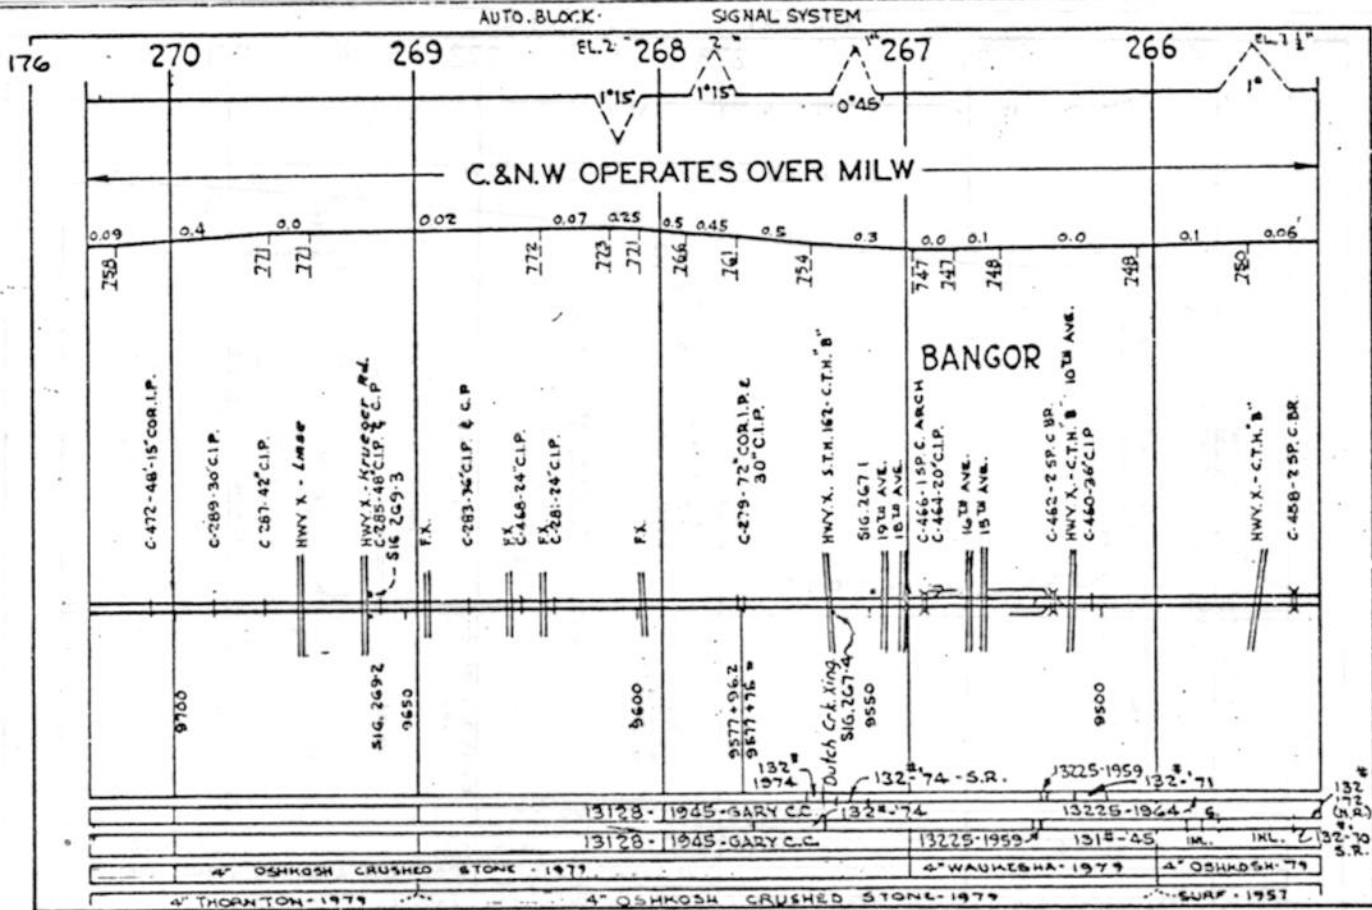 AUTO. BLOCK. SIGNAL SYSTEM
176
270 269 EL.2" 268 2" 1" 267 266 EL.1½"
1°15' 1°15' 0°45' 1°
C.&N.W OPERATES OVER MILW
0.09 0.4 0.0 0.02 0.07 0.25 0.5 0.45 0.5 0.3 0.0 0.1 0.0 0.1 0.06
758 771 771 772 773 771 766 761 754 747 747 748 748 750
BANGOR
C-472-48'-15" COR.I.P.
C-289-30" C.I.P.
C-287-42" C.I.P.
HWY X - Linse
HWY X.-Krueger Rd.
C-285-48" C.I.P. & C.P
SIG 269-3
F.X.
C-283-36" C.I.P. & C.P
F.X.
C-468-24" C.I.P.
F.X.
C-281-24" C.I.P.
F.X.
C-279-72" COR.I.P. &
30" C.I.P.
HWY.X. S.T.H. 162-C.T.H. "B"
SIG. 267-1
19TH AVE.
18TH AVE.
C-466-1 SP. C. ARCH
C-464-20" C.I.P.
16TH AVE.
15TH AVE.
C-462-2 SP. C BR.
HWY X.-C.T.H. "B" 10TH AVE.
C-460-36" C.I.P
HWY.X.-C.T.H. "B"
C-458-2 SP. C. BR.
9700
SIG. 269-2
9650
9600
9577+96.2
9577+76 =
Dutch Crk. Xing
SIG. 267-4
9550
9500
132# 1974 132#-'74-S.R. 13225-1959 132#-'71
13128-1945-GARY C.C. 132#-'74 13225-1964 G. 132# G.'72 (S.R.)
13128-1945-GARY C.C. 13225-1959 131#-'45 INL. INL. 132#-'70 S.R.
4" OSHKOSH CRUSHED STONE-1979 4" WAUKESHA-1979 4" OSHKOSH-79
4" THORNTON-1979 4" OSHKOSH CRUSHED STONE-1979 SURF-1957